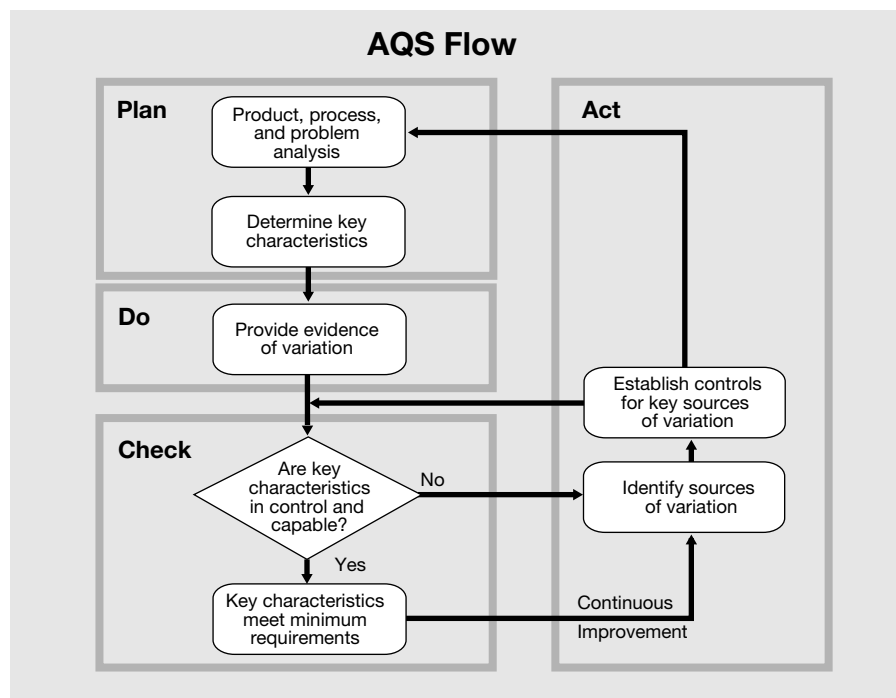 AQS Flow
Plan
Product, process,
and problem
analysis
Determine key
characteristics
Do
Provide evidence
of variation
Check
Are key
characteristics
in control and
capable?
No
Yes
Key characteristics
meet minimum
requirements
Act
Establish controls
for key sources
of variation
Identify sources
of variation
Continuous
Improvement